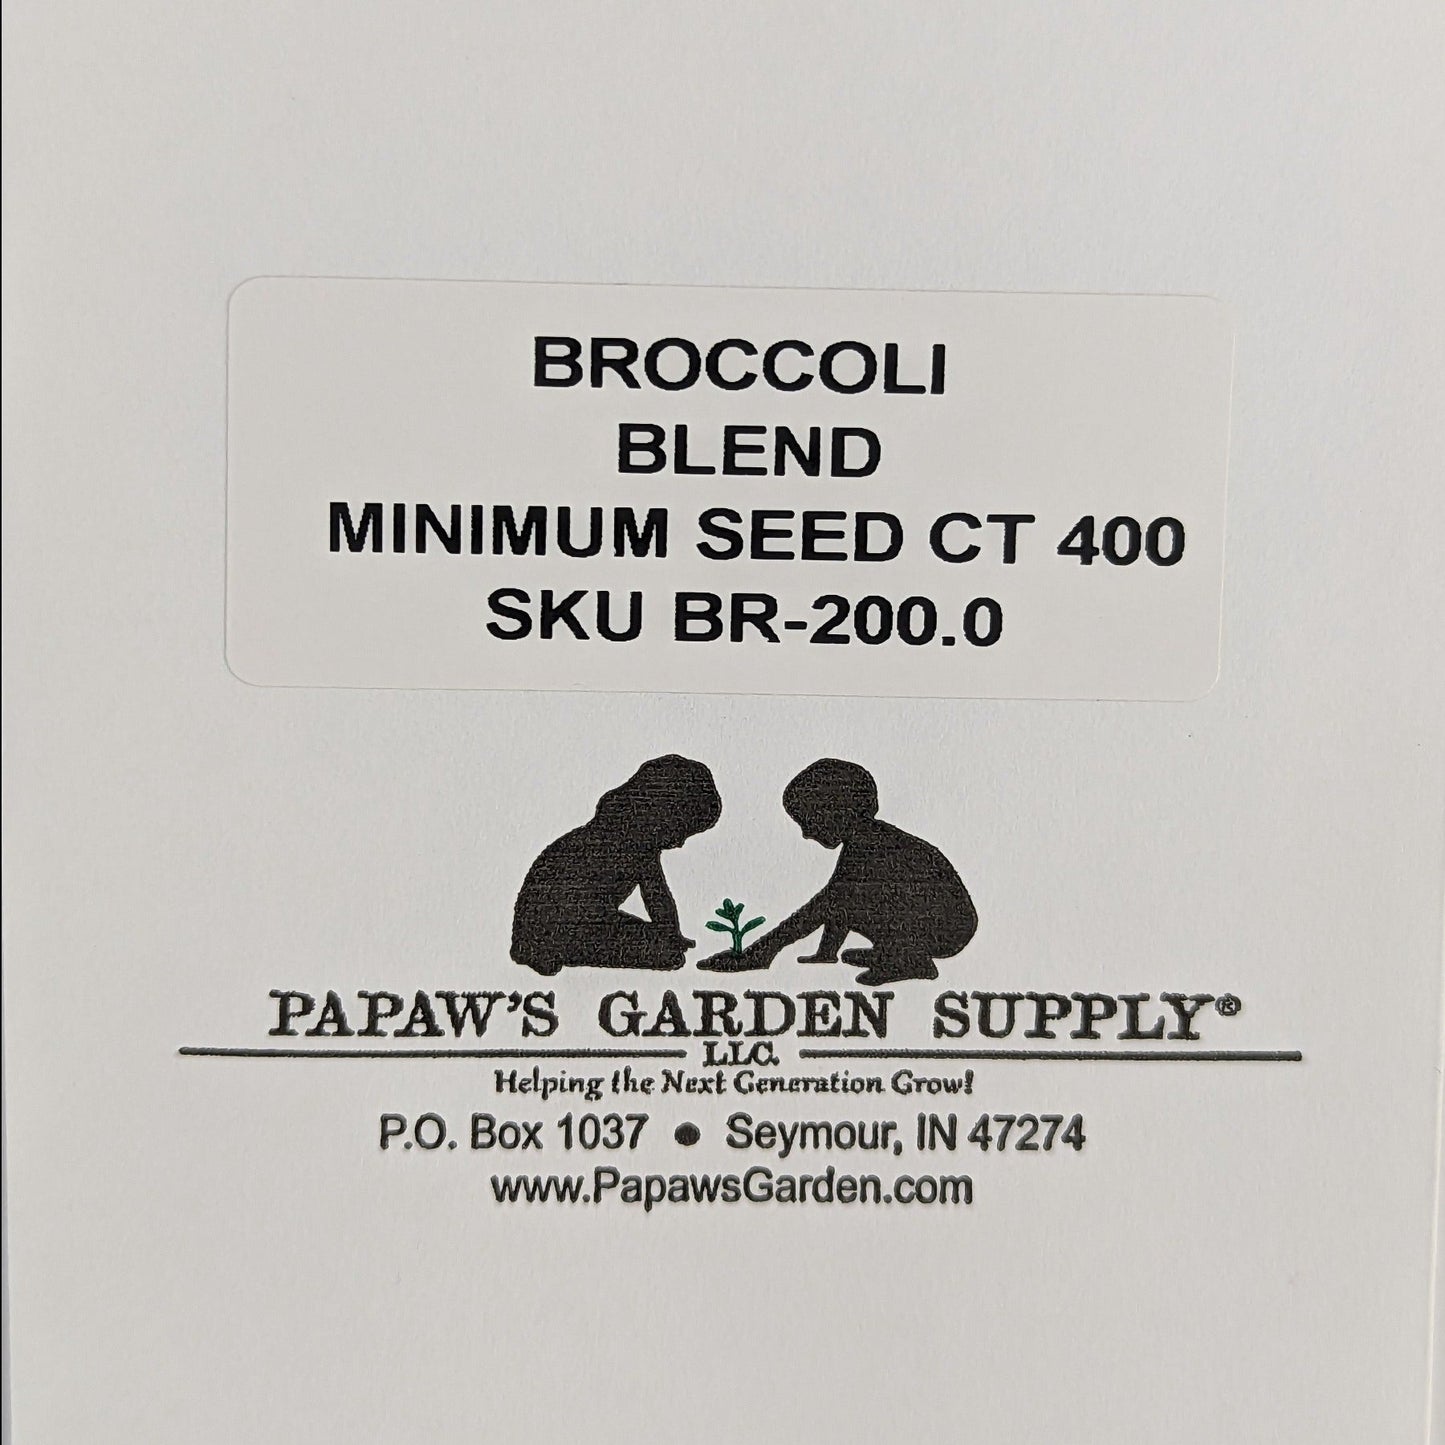 BROCCOLI
BLEND
MINIMUM SEED CT 400
SKU BR-200.0
PAPAW'S GARDEN SUPPLY®
LLC.
Helping the Next Generation Grow!
P.O. Box 1037 • Seymour, IN 47274
www.PapawsGarden.com